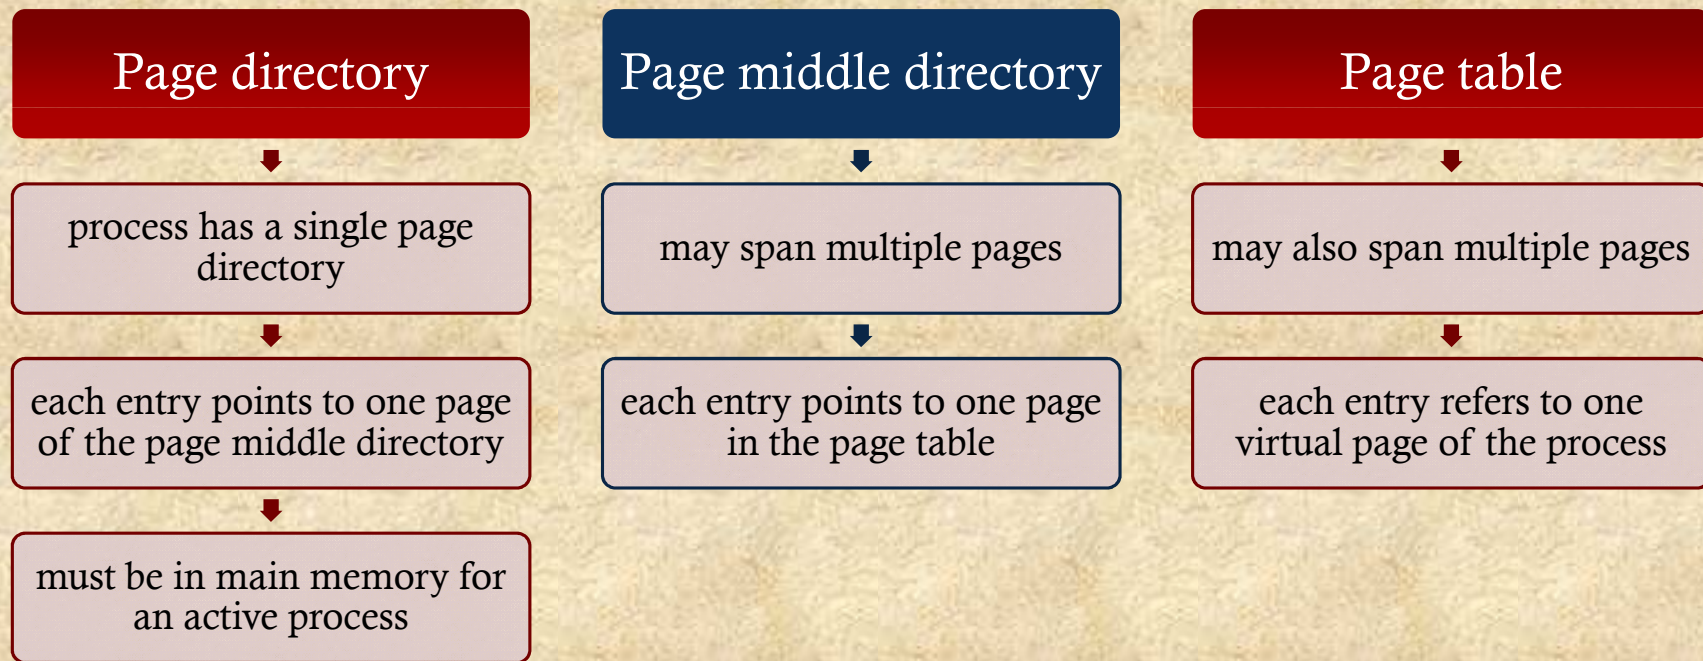 Page directory
process has a single page
directory
each entry points to one page
of the page middle directory
must be in main memory for
an active process
Page middle directory
may span multiple pages
each entry points to one page
in the page table
Page table
may also span multiple pages
each entry refers to one
virtual page of the process